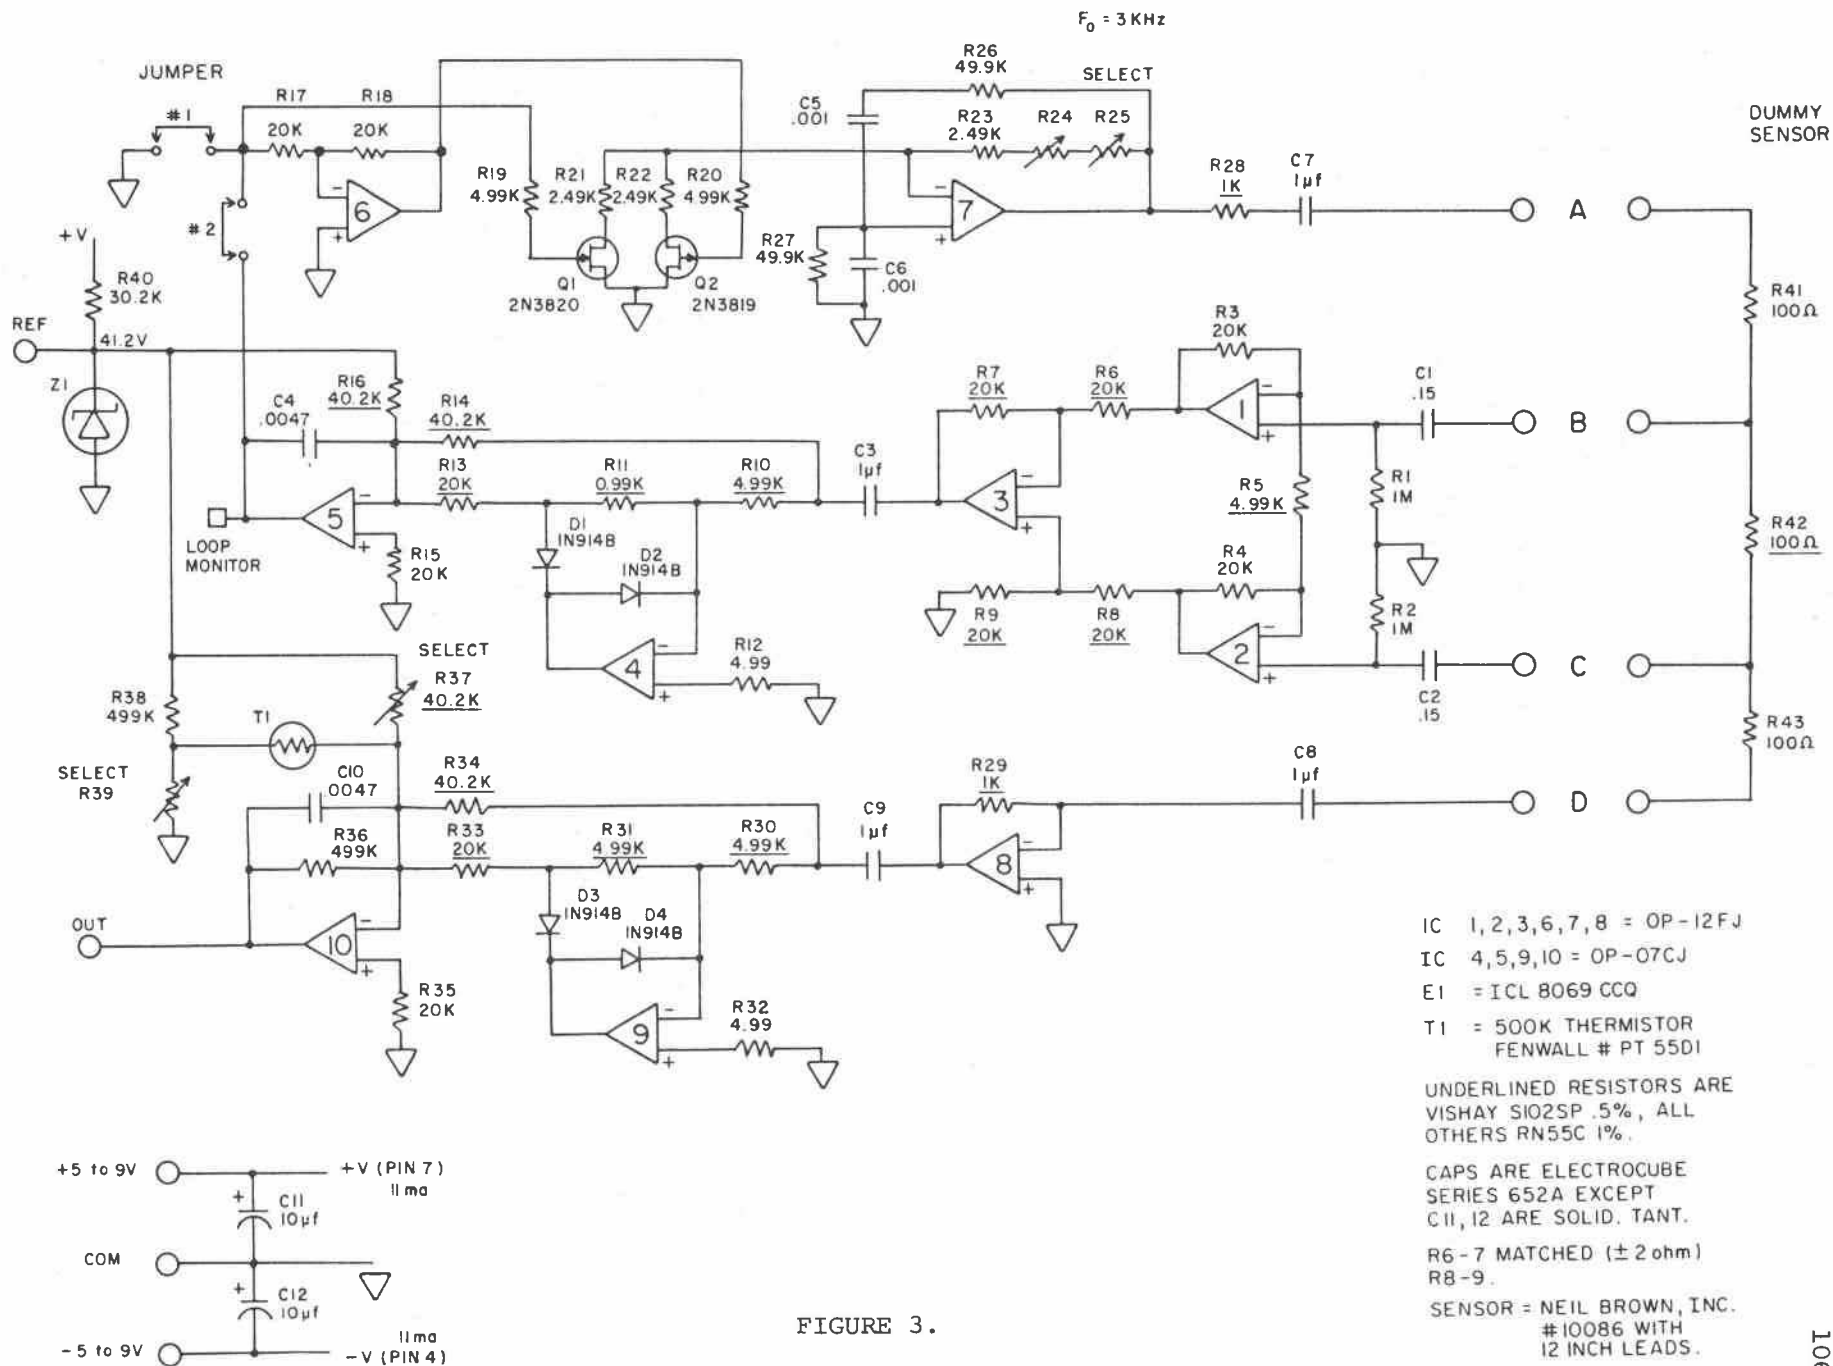 F0 = 3KHz
JUMPER
#1
R17
20K
R18
20K
#2
6
-
+
R19
4.99K
R21
2.49K
R22
2.49K
R20
4.99K
Q1
2N3820
Q2
2N3819
R26
49.9K
SELECT
C5
.001
R23
2.49K
R24
R25
7
-
+
R27
49.9K
C6
.001
R28
1K
C7
1µf
DUMMY
SENSOR
A
B
C
D
R41
100Ω
R42
100Ω
R43
100Ω
+V
R40
30.2K
REF
41.2V
Z1
C4
.0047
R16
40.2K
R14
40.2K
R13
20K
R11
0.99K
R10
4.99K
C3
1µf
5
-
+
LOOP
MONITOR
R15
20K
D1
IN914B
D2
IN914B
4
-
+
R12
4.99
R7
20K
R6
20K
3
-
+
R9
20K
R8
20K
R3
20K
1
-
+
R5
4.99K
R4
20K
2
-
+
C1
.15
R1
1M
R2
1M
C2
.15
SELECT
R37
40.2K
R38
499K
T1
SELECT
R39
C10
.0047
R34
40.2K
R36
499K
R33
20K
R31
4.99K
R30
4.99K
C9
1µf
R29
1K
8
-
+
C8
1µf
OUT
10
-
+
R35
20K
D3
IN914B
D4
IN914B
9
-
+
R32
4.99
IC 1,2,3,6,7,8 = OP-12FJ
IC 4,5,9,10 = OP-07CJ
E1 = ICL 8069 CCQ
T1 = 500K THERMISTOR
FENWALL # PT 55D1
UNDERLINED RESISTORS ARE
VISHAY S102SP .5%, ALL
OTHERS RN55C 1%.
CAPS ARE ELECTROCUBE
SERIES 652A EXCEPT
C11, 12 ARE SOLID. TANT.
R6-7 MATCHED (±2 ohm)
R8-9.
SENSOR = NEIL BROWN, INC.
#10086 WITH
12 INCH LEADS.
+5 to 9V
+V (PIN 7)
11ma
+
C11
10µf
COM
+
C12
10µf
-5 to 9V
11ma
-V (PIN 4)
FIGURE 3.